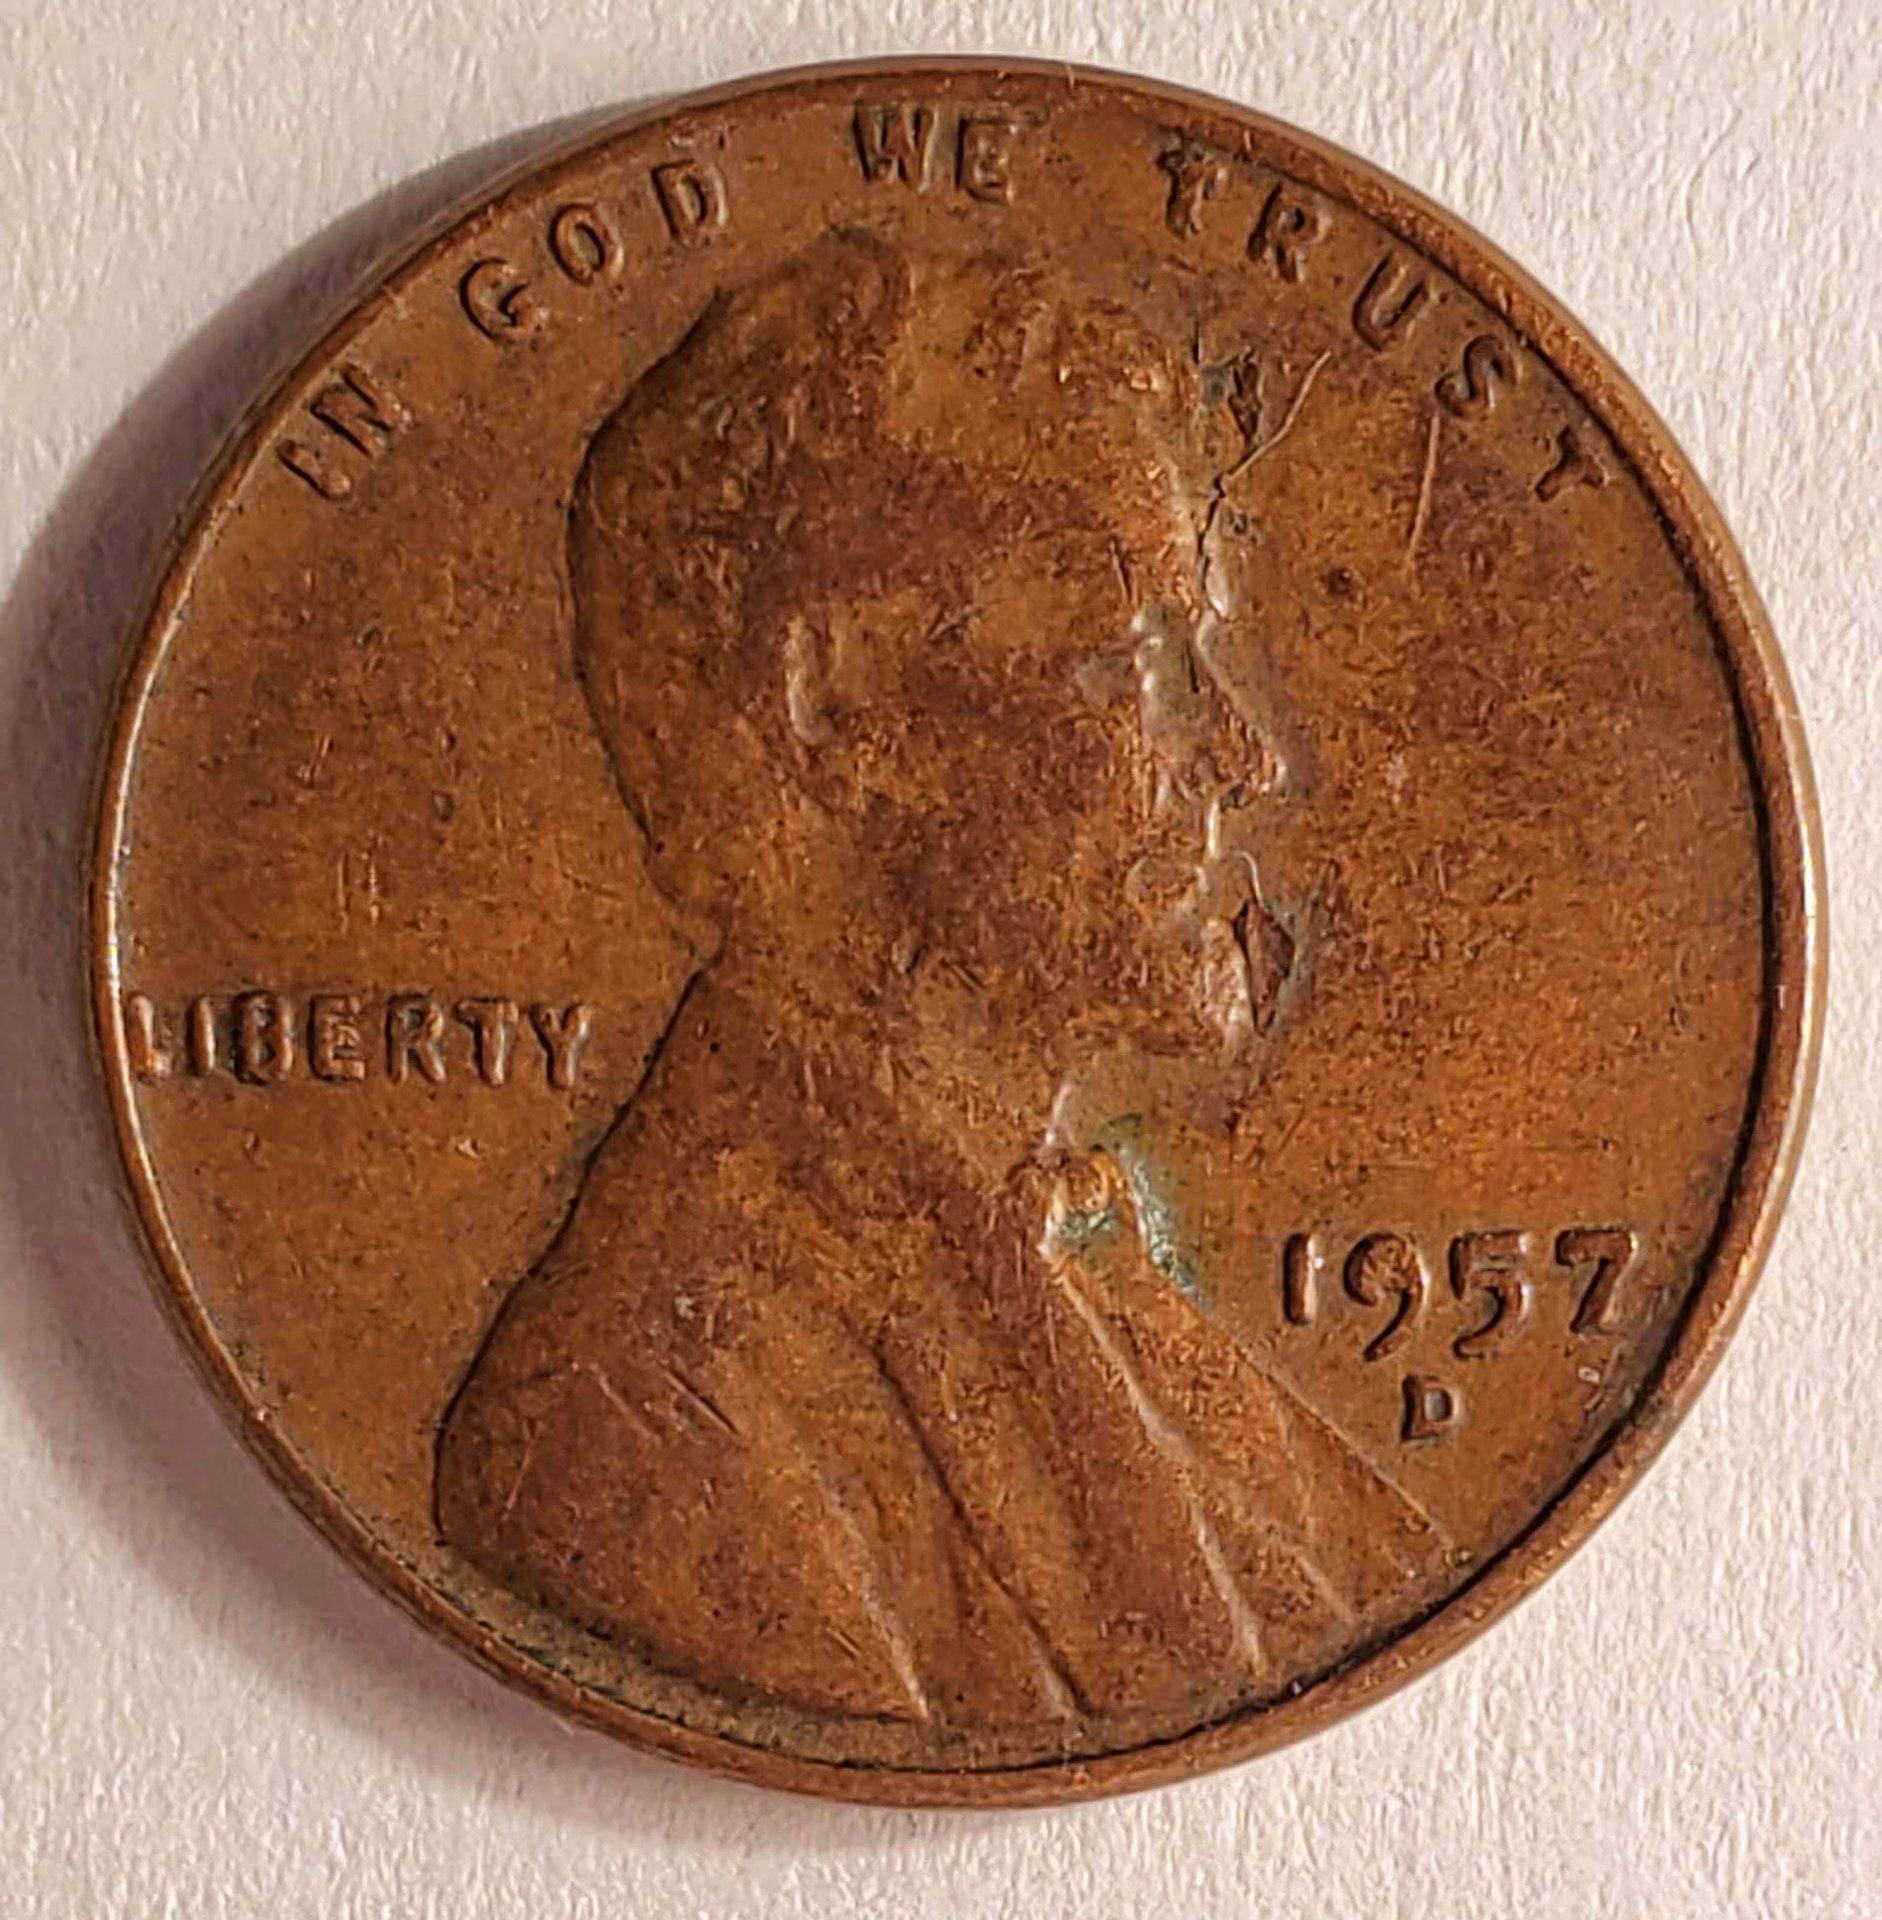 IN GOD WE TRUST
LIBERTY
1957
D